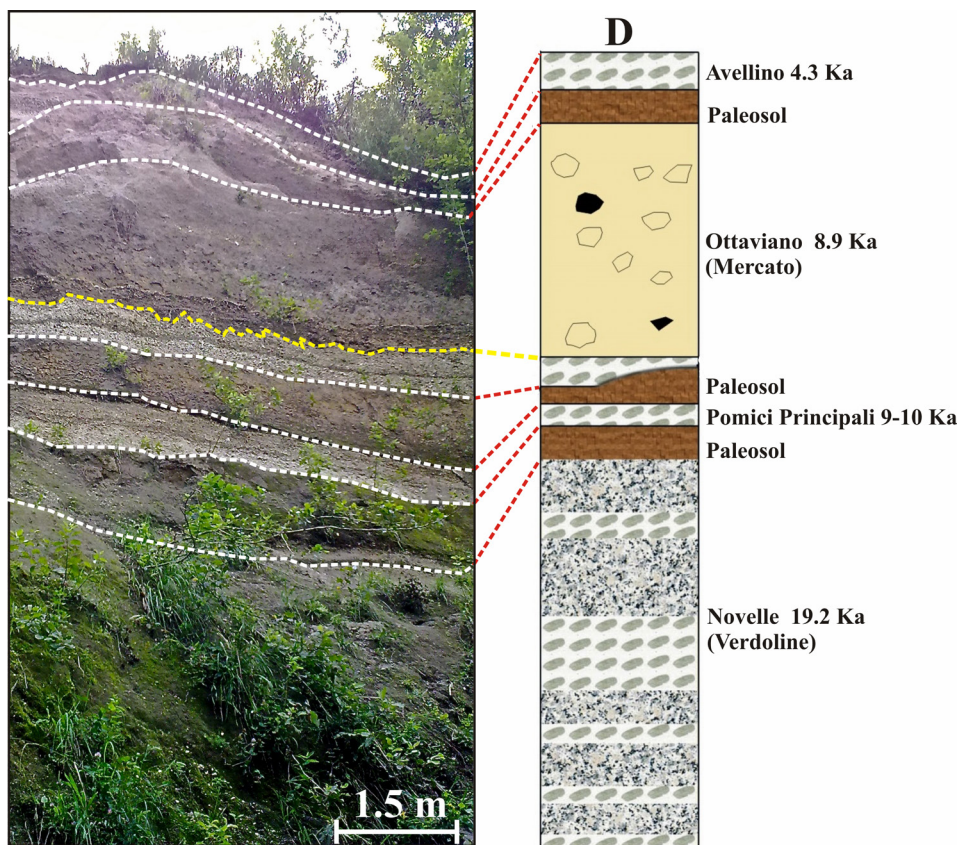 D
Avellino 4.3 Ka
Paleosol
Ottaviano 8.9 Ka
(Mercato)
Paleosol
Pomici Principali 9-10 Ka
Paleosol
Novelle 19.2 Ka
(Verdoline)
1.5 m